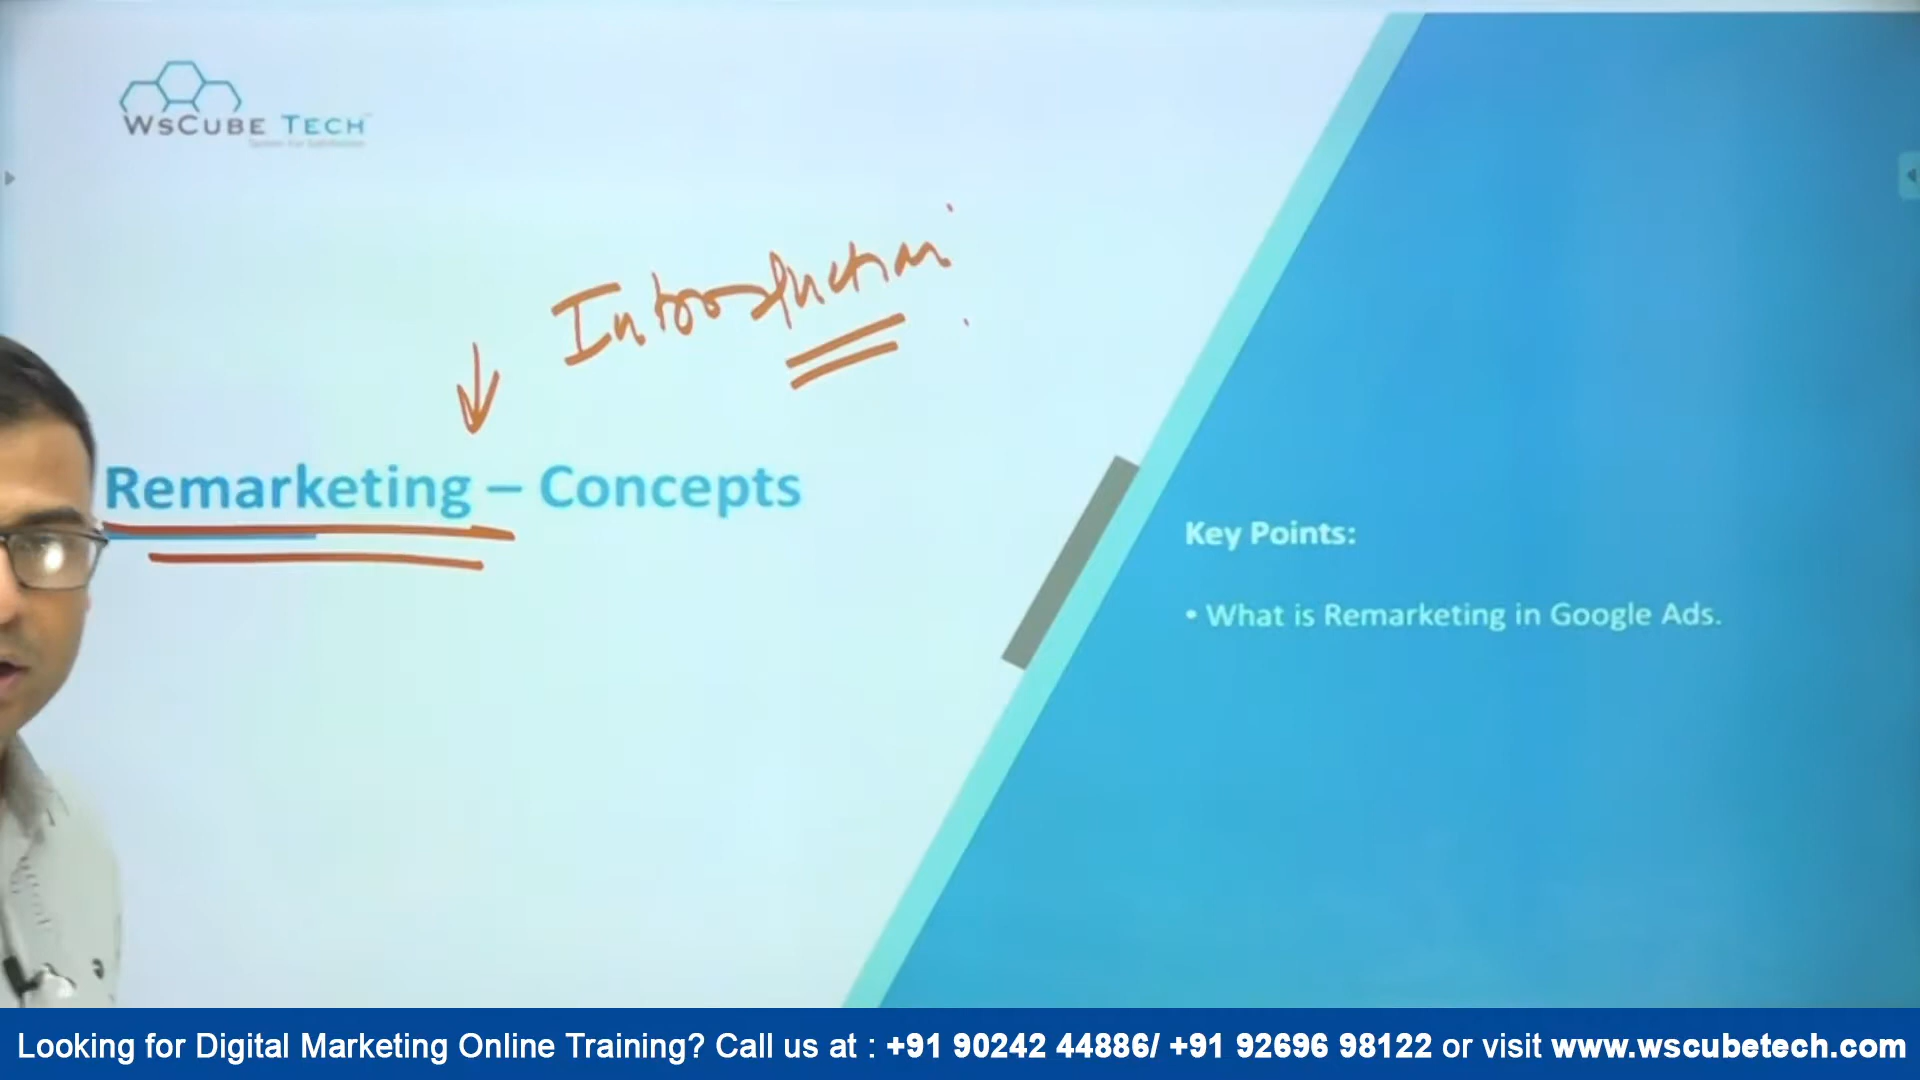 WsCube Tech
Introduction
Remarketing – Concepts
Key Points:
• What is Remarketing in Google Ads.
Looking for Digital Marketing Online Training? Call us at : +91 90242 44886/ +91 92696 98122 or visit www.wscubetech.com